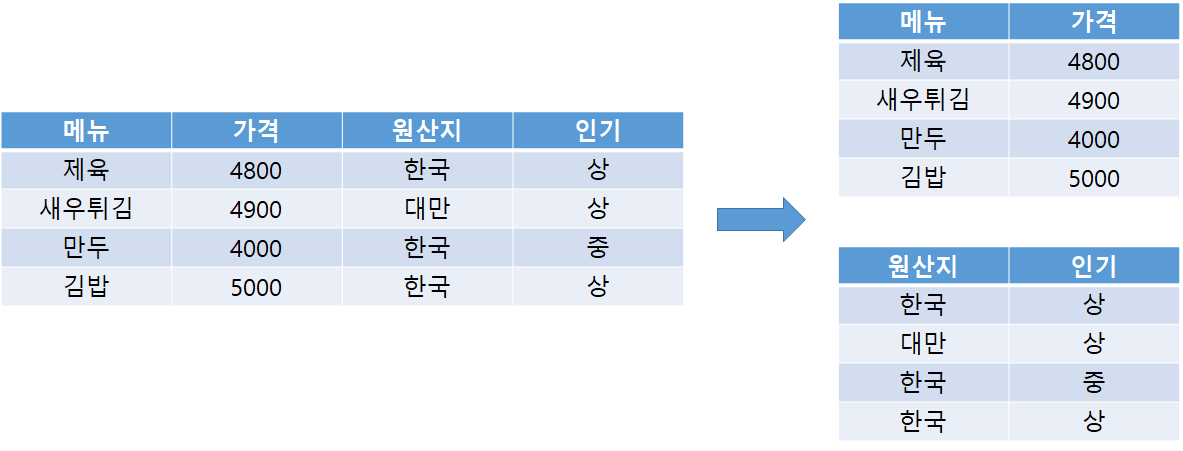 메뉴 가격 원산지 인기
제육 4800 한국 상
새우튀김 4900 대만 상
만두 4000 한국 중
김밥 5000 한국 상
메뉴 가격
제육 4800
새우튀김 4900
만두 4000
김밥 5000
원산지 인기
한국 상
대만 상
한국 중
한국 상